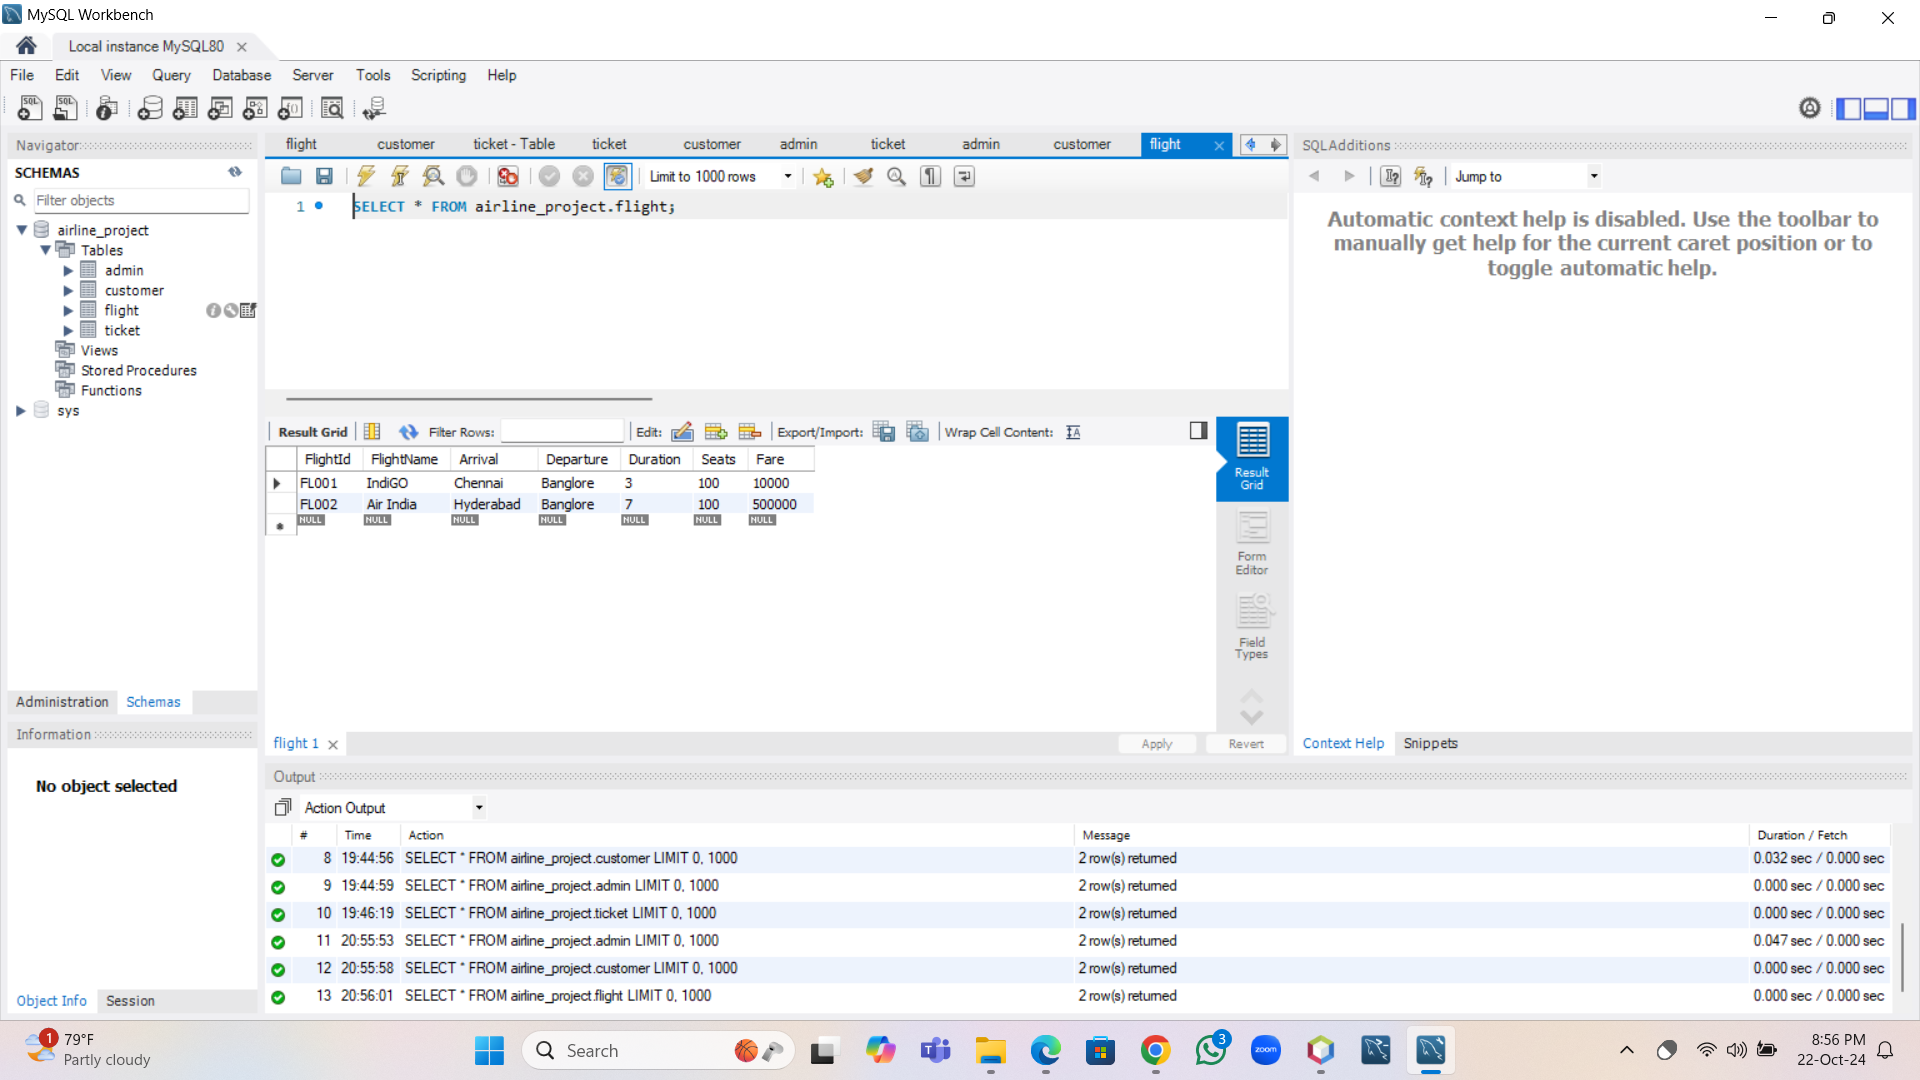 MySQL Workbench
Local instance MySQL80
File Edit View Query Database Server Tools Scripting Help
Navigator
SCHEMAS
Filter objects
airline_project
Tables
admin
customer
flight
ticket
Views
Stored Procedures
Functions
sys
Administration Schemas
Information
No object selected
Object Info Session
flight customer ticket - Table ticket customer admin ticket admin customer flight
Limit to 1000 rows
1 SELECT * FROM airline_project.flight;
Result Grid Filter Rows: Edit: Export/Import: Wrap Cell Content:
FlightId FlightName Arrival Departure Duration Seats Fare
FL001 IndiGO Chennai Banglore 3 100 10000
FL002 Air India Hyderabad Banglore 7 100 500000
NULL NULL NULL NULL NULL NULL NULL
Result
Grid
Form
Editor
Field
Types
flight 1
Apply Revert
SQLAdditions
Jump to
Automatic context help is disabled. Use the toolbar to
manually get help for the current caret position or to
toggle automatic help.
Context Help Snippets
Output
Action Output
# Time Action Message Duration / Fetch
8 19:44:56 SELECT * FROM airline_project.customer LIMIT 0, 1000 2 row(s) returned 0.032 sec / 0.000 sec
9 19:44:59 SELECT * FROM airline_project.admin LIMIT 0, 1000 2 row(s) returned 0.000 sec / 0.000 sec
10 19:46:19 SELECT * FROM airline_project.ticket LIMIT 0, 1000 2 row(s) returned 0.000 sec / 0.000 sec
11 20:55:53 SELECT * FROM airline_project.admin LIMIT 0, 1000 2 row(s) returned 0.047 sec / 0.000 sec
12 20:55:58 SELECT * FROM airline_project.customer LIMIT 0, 1000 2 row(s) returned 0.000 sec / 0.000 sec
13 20:56:01 SELECT * FROM airline_project.flight LIMIT 0, 1000 2 row(s) returned 0.000 sec / 0.000 sec
1
79°F
Partly cloudy
Search
3
zoom
8:56 PM
22-Oct-24